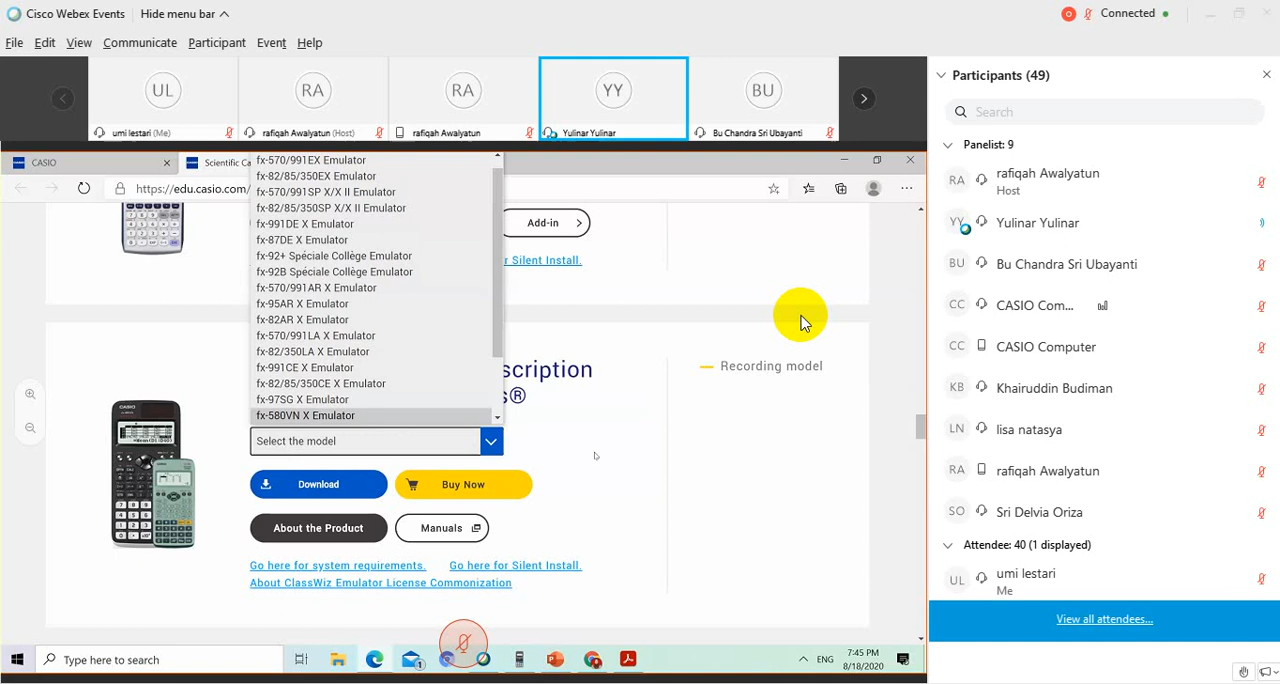 Cisco Webex Events
Hide menu bar
Connected
File Edit View Communicate Participant Event Help
UL
umi lestari (Me)
RA
rafiqah Awalyatun (Host)
RA
rafiqah Awalyatun
YY
Yulinar Yulinar
BU
Bu Chandra Sri Ubayanti
CASIO
Scientific Ca
https://edu.casio.com/
fx-570/991EX Emulator
fx-82/85/350EX Emulator
fx-570/991SP X/X II Emulator
fx-82/85/350SP X/X II Emulator
fx-991DE X Emulator
fx-87DE X Emulator
fx-92+ Spéciale Collège Emulator
fx-92B Spéciale Collège Emulator
fx-570/991AR X Emulator
fx-95AR X Emulator
fx-82AR X Emulator
fx-570/991LA X Emulator
fx-82/350LA X Emulator
fx-991CE X Emulator
fx-82/85/350CE X Emulator
fx-97SG X Emulator
fx-580VN X Emulator
Select the model
Add-in
r Silent Install.
scription
s®
Recording model
Download
Buy Now
About the Product
Manuals
Go here for system requirements.
Go here for Silent Install.
About ClassWiz Emulator License Commonization
Type here to search
1
ENG
7:45 PM
8/18/2020
Participants (49)
Search
Panelist: 9
RA
rafiqah Awalyatun
Host
YY
Yulinar Yulinar
BU
Bu Chandra Sri Ubayanti
CC
CASIO Com...
CC
CASIO Computer
KB
Khairuddin Budiman
LN
lisa natasya
RA
rafiqah Awalyatun
SO
Sri Delvia Oriza
Attendee: 40 (1 displayed)
UL
umi lestari
Me
View all attendees...